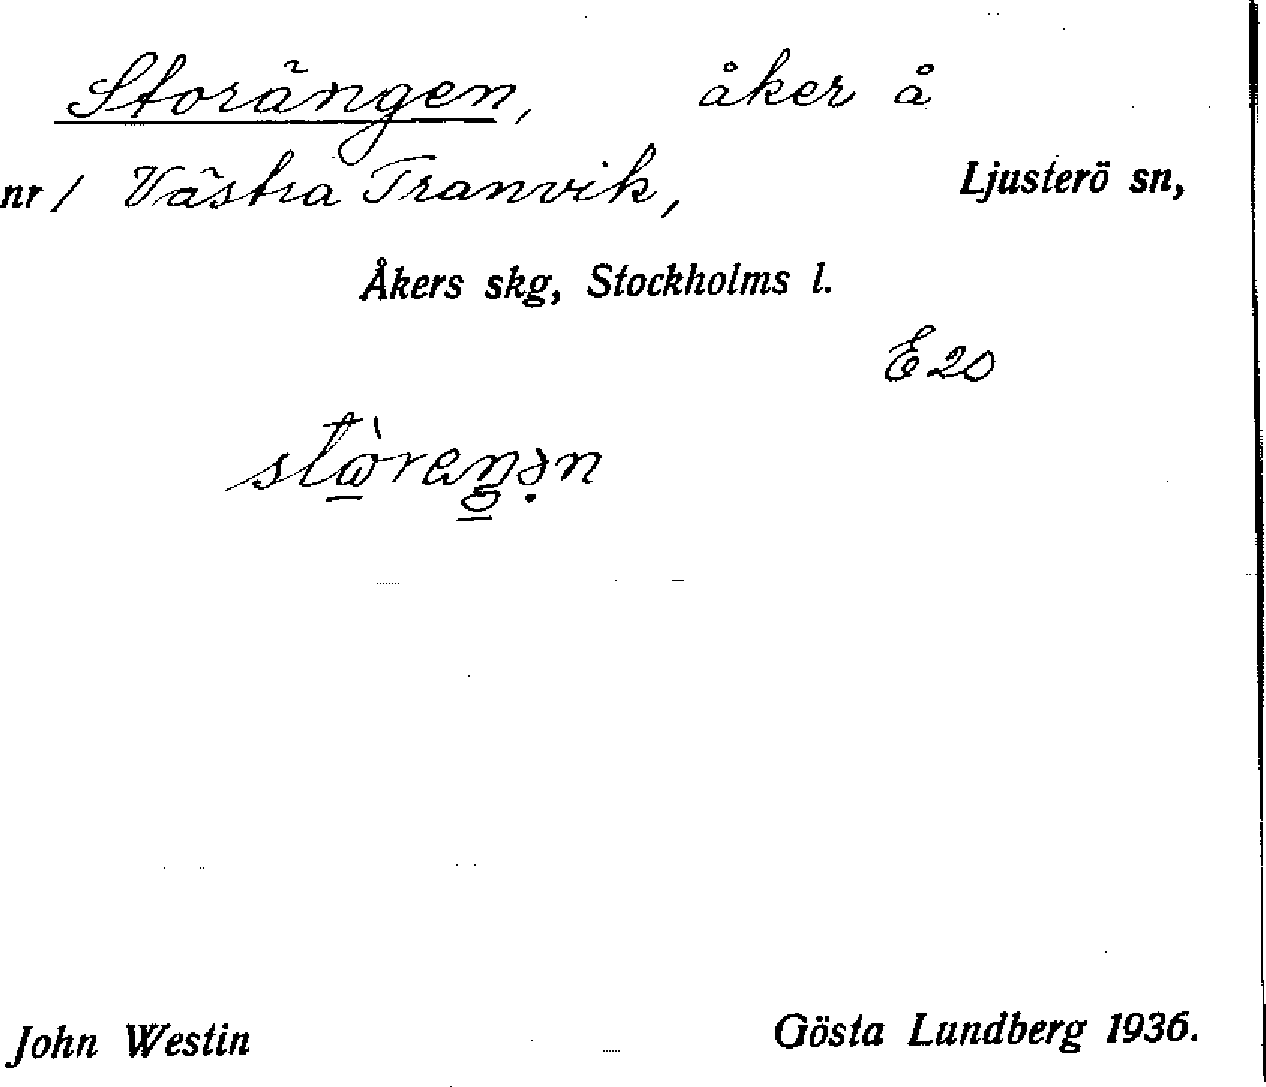 Storängen, åker å
nr 1 Västra Tranvik, Ljusterö sn,
Åkers skg, Stockholms l.
E 20
John Westin Gösta Lundberg 1936.